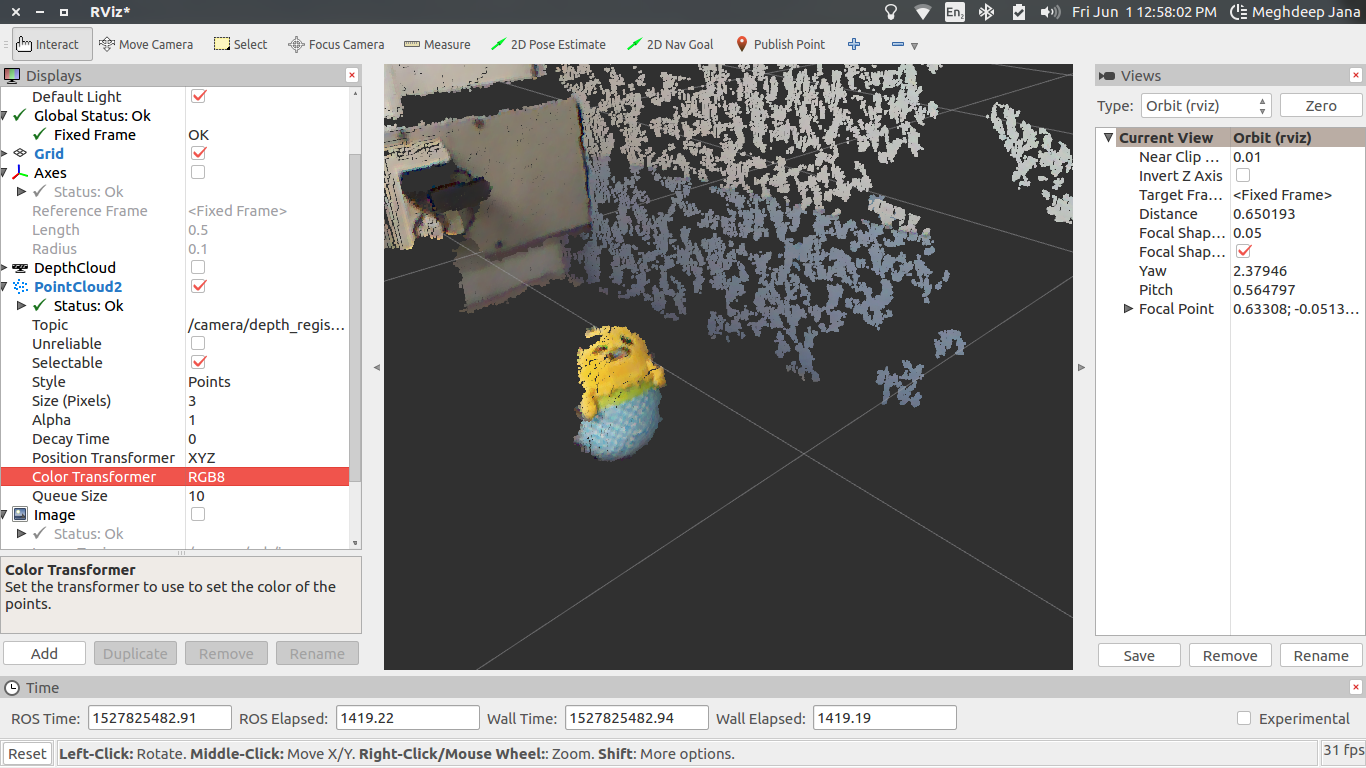 RViz*
En2
Fri Jun 1 12:58:02 PM
Meghdeep Jana
Interact
Move Camera
Select
Focus Camera
Measure
2D Pose Estimate
2D Nav Goal
Publish Point
Displays
Default Light
Global Status: Ok
Fixed Frame OK
Grid
Axes
Status: Ok
Reference Frame <Fixed Frame>
Length 0.5
Radius 0.1
DepthCloud
PointCloud2
Status: Ok
Topic /camera/depth_regis...
Unreliable
Selectable
Style Points
Size (Pixels) 3
Alpha 1
Decay Time 0
Position Transformer XYZ
Color Transformer RGB8
Queue Size 10
Image
Status: Ok
Color Transformer
Set the transformer to use to set the color of the
points.
Add Duplicate Remove Rename
Views
Type: Orbit (rviz) Zero
Current View Orbit (rviz)
Near Clip ... 0.01
Invert Z Axis
Target Fra... <Fixed Frame>
Distance 0.650193
Focal Shap... 0.05
Focal Shap...
Yaw 2.37946
Pitch 0.564797
Focal Point 0.63308; -0.0513...
Save Remove Rename
Time
ROS Time: 1527825482.91 ROS Elapsed: 1419.22 Wall Time: 1527825482.94 Wall Elapsed: 1419.19 Experimental
Reset Left-Click: Rotate. Middle-Click: Move X/Y. Right-Click/Mouse Wheel:: Zoom. Shift: More options. 31 fps